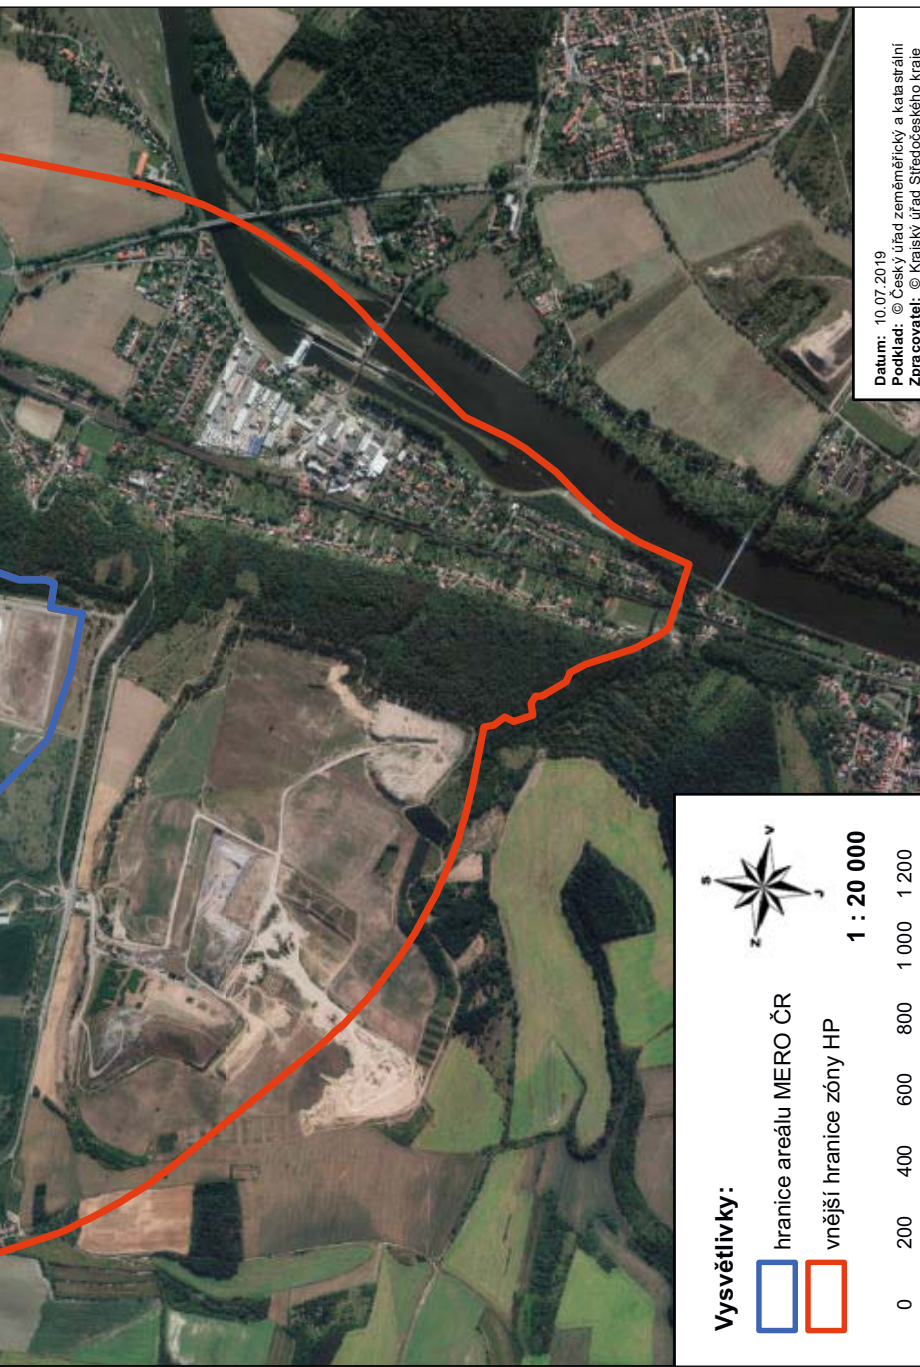 Datum: 10.07.2019
Podklad: © Český úřad zeměměřický a katastrální
Zpracovatel: © Krajský úřad Středočeského kraje
S
V
J
Z
1 : 20 000
Vysvětlivky:
hranice areálu MERO ČR
vnější hranice zóny HP
0 200 400 600 800 1 000 1 200